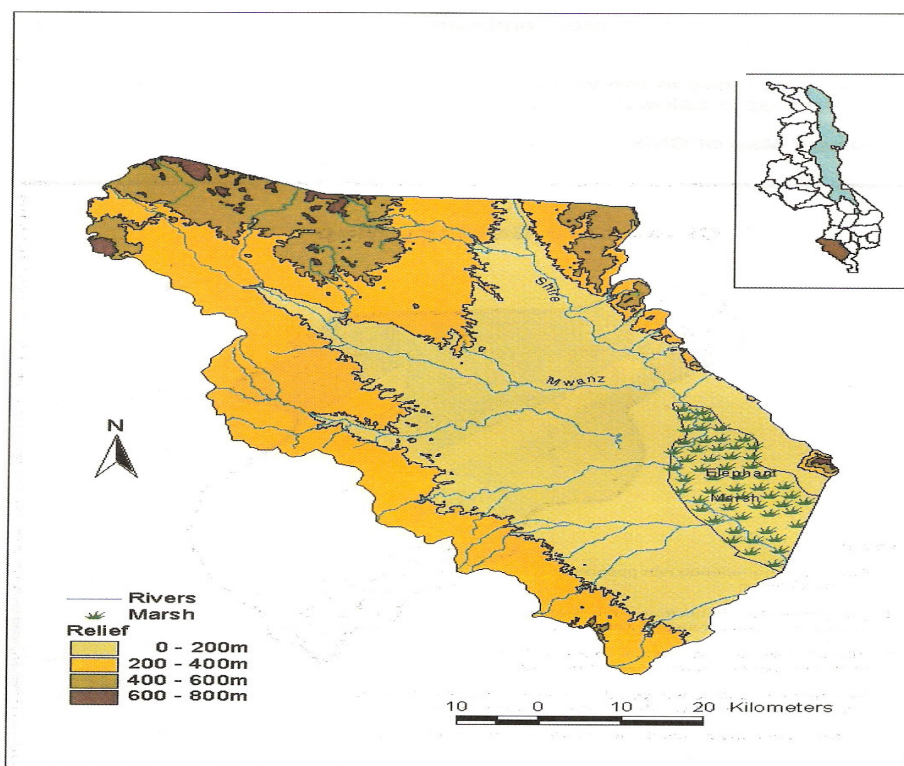 Shire
Mwanz
Elephant
Marsh
N
Rivers
Marsh
Relief
0 - 200m
200 - 400m
400 - 600m
600 - 800m
10 0 10 20 Kilometers